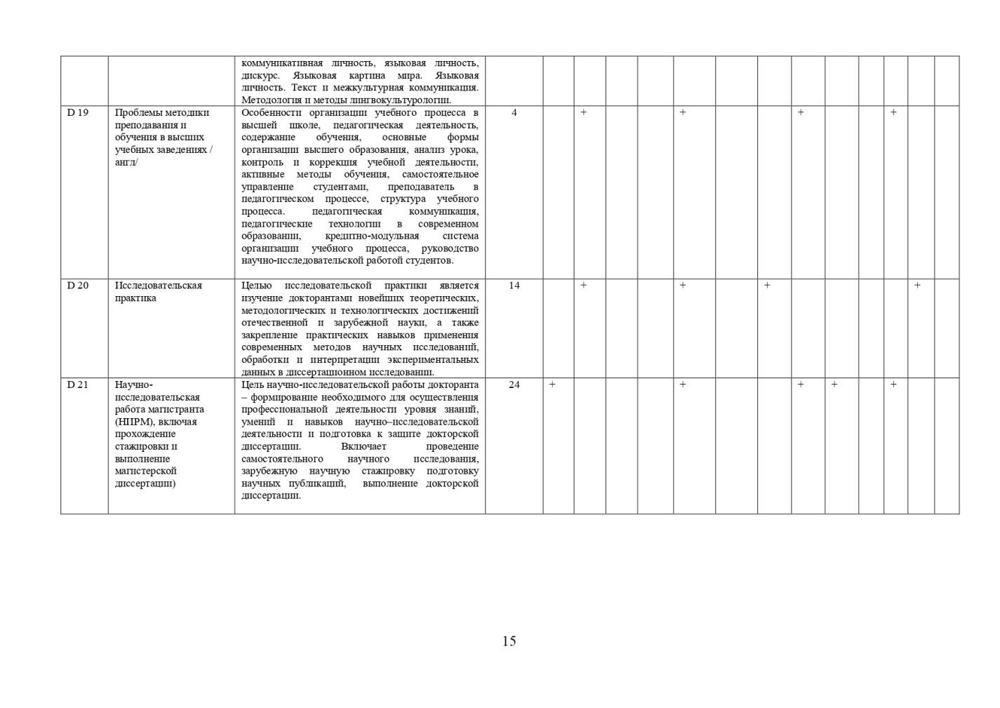 коммуникативная личность, языковая личность,
дискурс. Языковая картина мира. Языковая
личность. Текст и межкультурная коммуникация.
Методология и методы лингвокультурологии.
D 19
Проблемы методики
преподавания и
обучения в высших
учебных заведениях /
англ/
Особенности организации учебного процесса в
высшей школе, педагогическая деятельность,
содержание обучения, основные формы
организации высшего образования, анализ урока,
контроль и коррекция учебной деятельности,
активные методы обучения, самостоятельное
управление студентами, преподаватель в
педагогическом процессе, структура учебного
процесса. педагогическая коммуникация,
педагогические технологии в современном
образовании, кредитно-модульная система
организации учебного процесса, руководство
научно-исследовательской работой студентов.
4
+ + + +
D 20
Исследовательская
практика
Целью исследовательской практики является
изучение докторантами новейших теоретических,
методологических и технологических достижений
отечественной и зарубежной науки, а также
закрепление практических навыков применения
современных методов научных исследований,
обработки и интерпретации экспериментальных
данных в диссертационном исследовании.
14
+ + + +
D 21
Научно-
исследовательская
работа магистранта
(НИРМ), включая
прохождение
стажировки и
выполнение
магистерской
диссертации)
Цель научно-исследовательской работы докторанта
– формирование необходимого для осуществления
профессиональной деятельности уровня знаний,
умений и навыков научно–исследовательской
деятельности и подготовка к защите докторской
диссертации. Включает проведение
самостоятельного научного исследования,
зарубежную научную стажировку подготовку
научных публикаций, выполнение докторской
диссертации.
24
+ + + + +
15